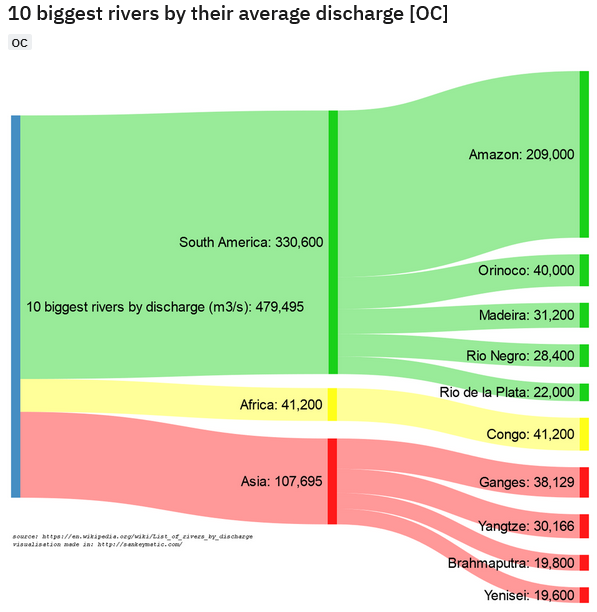 10 biggest rivers by their average discharge [OC]
OC
Amazon: 209,000
South America: 330,600
Orinoco: 40,000
10 biggest rivers by discharge (m3/s): 479,495
Madeira: 31,200
Rio Negro: 28,400
Rio de la Plata: 22,000
Africa: 41,200
Congo: 41,200
Asia: 107,695
Ganges: 38,129
Yangtze: 30,166
source: https://en.wikipedia.org/wiki/List_of_rivers_by_discharge
visualisation made in: http://sankeymatic.com/
Brahmaputra: 19,800
Yenisei: 19,600